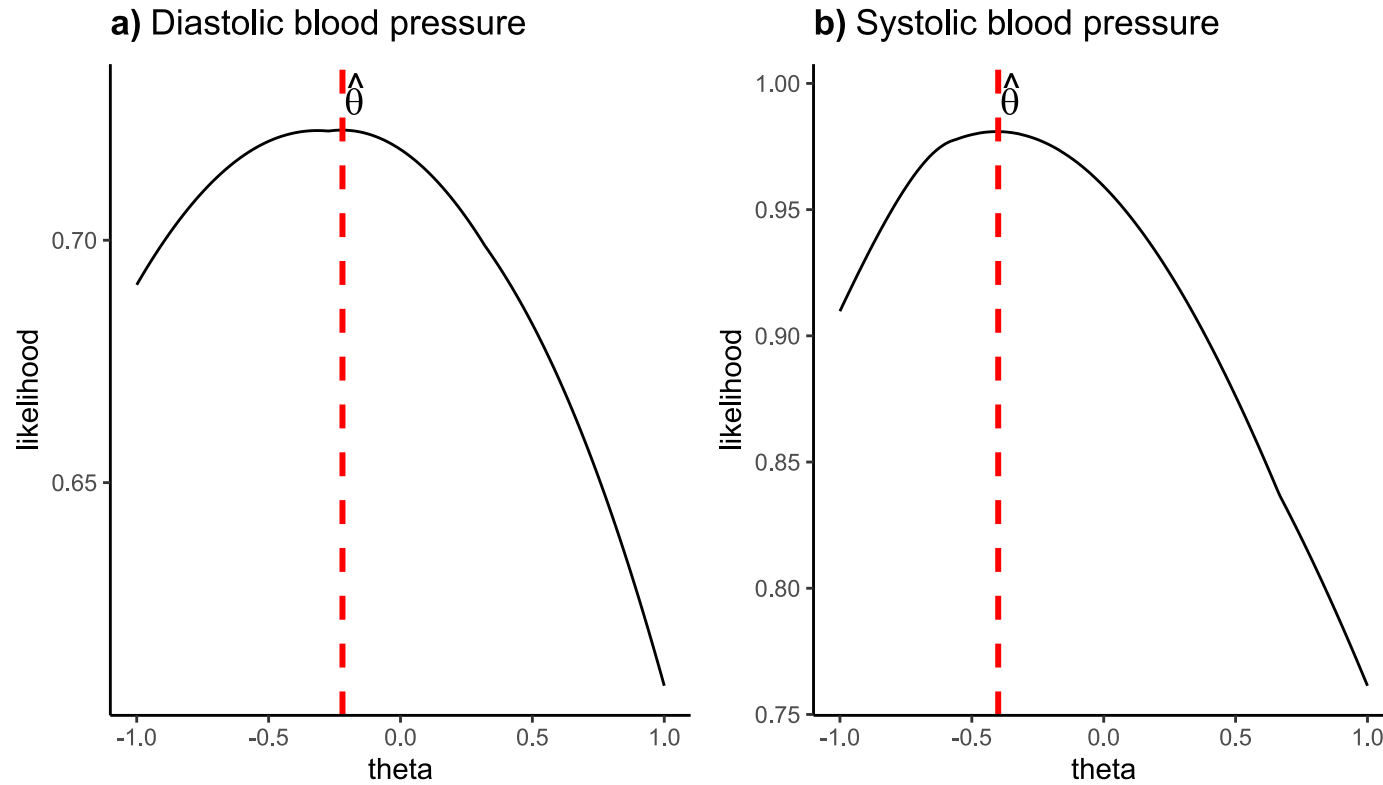 a) Diastolic blood pressure
θ̂
likelihood
0.70
0.65
-1.0 -0.5 0.0 0.5 1.0
theta
b) Systolic blood pressure
θ̂
likelihood
1.00
0.95
0.90
0.85
0.80
0.75
-1.0 -0.5 0.0 0.5 1.0
theta